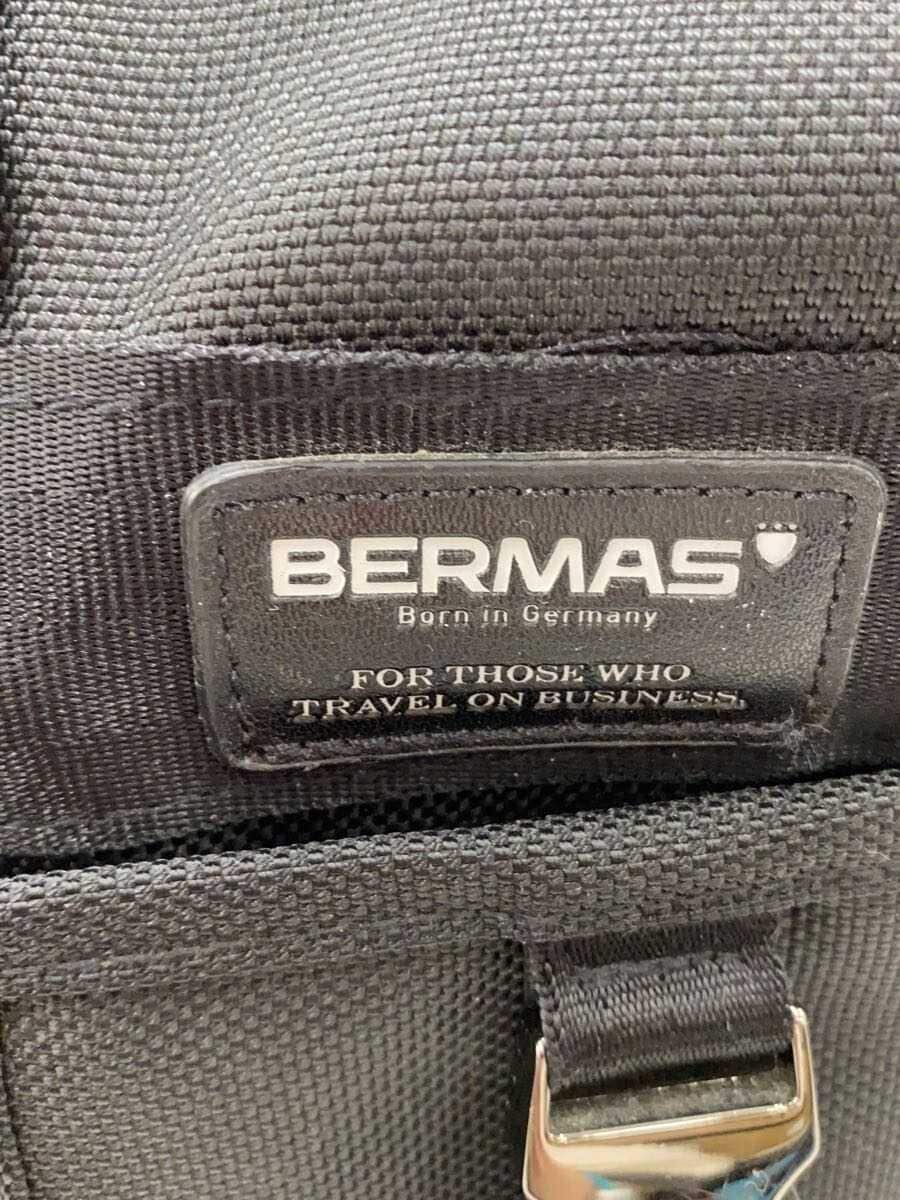 BERMAS
Born in Germany
FOR THOSE WHO
TRAVEL ON BUSINESS.